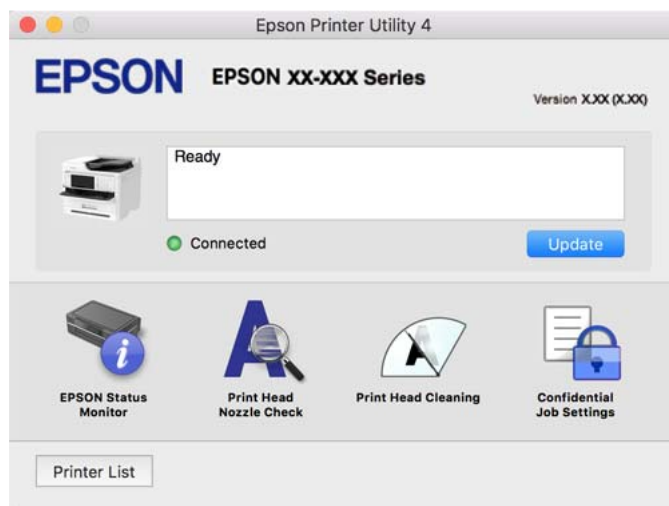 Epson Printer Utility 4
EPSON
EPSON XX-XXX Series
Version X.XX (X.XX)
Ready
Connected
Update
EPSON Status
Monitor
Print Head
Nozzle Check
Print Head Cleaning
Confidential
Job Settings
Printer List